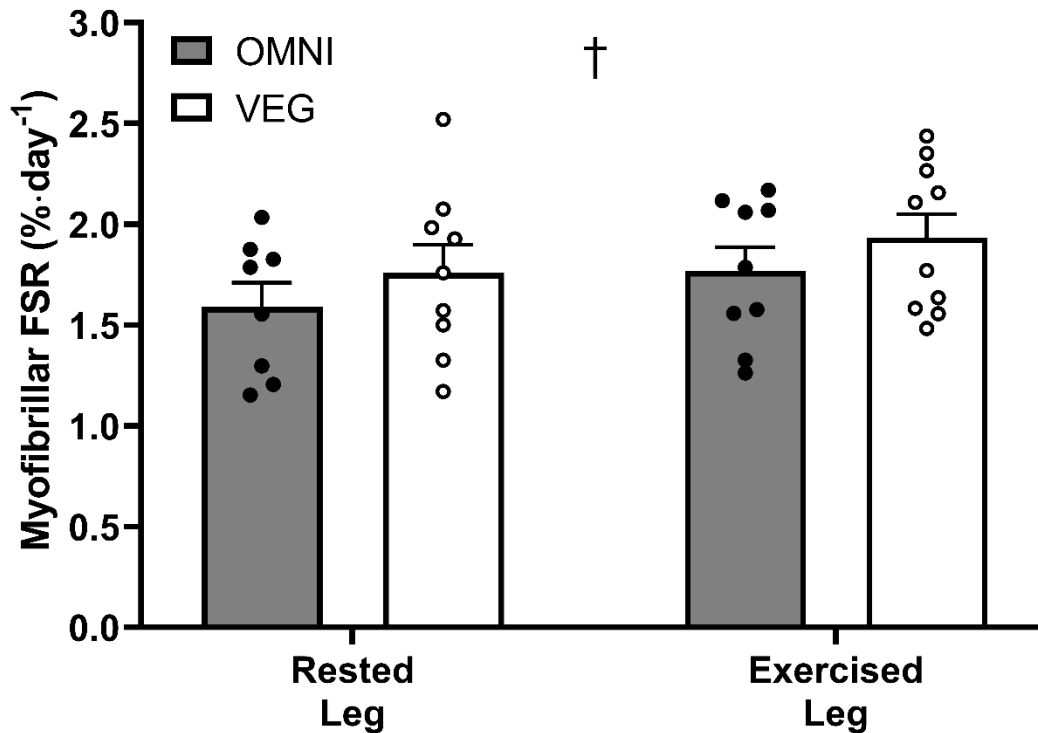 Myofibrillar FSR (%·day⁻¹)
3.0
2.5
2.0
1.5
1.0
0.5
0.0
OMNI
VEG
†
Rested
Leg
Exercised
Leg